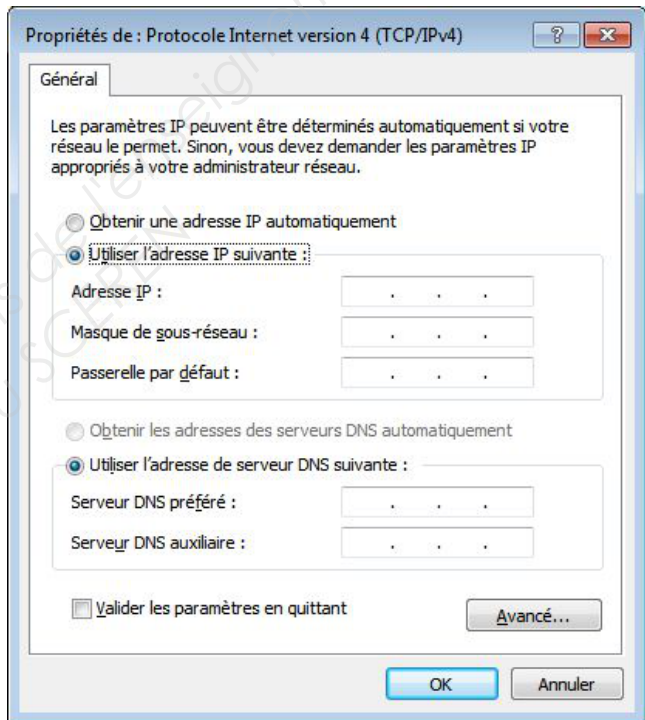 Propriétés de : Protocole Internet version 4 (TCP/IPv4)
Général
Les paramètres IP peuvent être déterminés automatiquement si votre
réseau le permet. Sinon, vous devez demander les paramètres IP
appropriés à votre administrateur réseau.
Obtenir une adresse IP automatiquement
Utiliser l'adresse IP suivante :
Adresse IP :
Masque de sous-réseau :
Passerelle par défaut :
Obtenir les adresses des serveurs DNS automatiquement
Utiliser l'adresse de serveur DNS suivante :
Serveur DNS préféré :
Serveur DNS auxiliaire :
Valider les paramètres en quittant
Avancé...
OK
Annuler